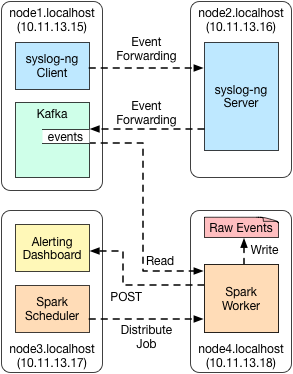 node1.localhost
(10.11.13.15)
node2.localhost
(10.11.13.16)
syslog-ng
Client
Event
Forwarding
syslog-ng
Server
Kafka
events
Event
Forwarding
Alerting
Dashboard
Read
Raw Events
Write
POST
Spark
Scheduler
Spark
Worker
Distribute
Job
node3.localhost
(10.11.13.17)
node4.localhost
(10.11.13.18)